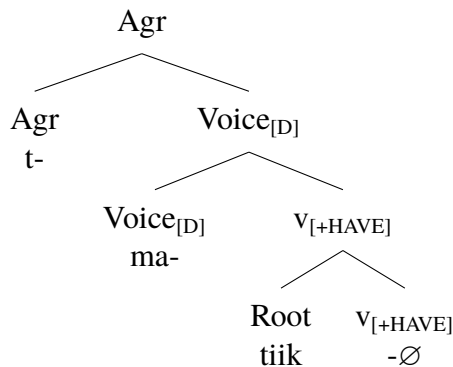 Agr
Agr Voice[D]
t-
Voice[D] v[+HAVE]
ma-
Root v[+HAVE]
tiik -∅